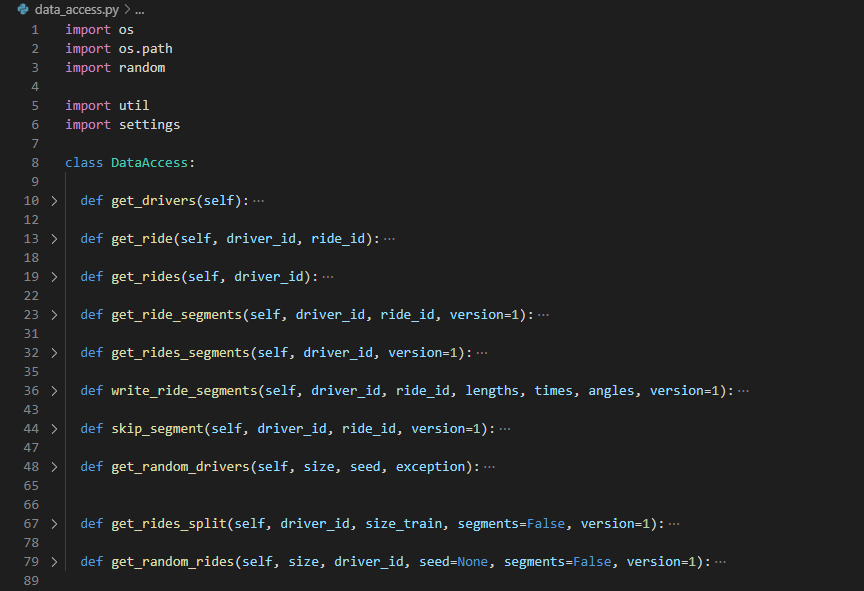 data_access.py > ...
1 import os
2 import os.path
3 import random
4
5 import util
6 import settings
7
8 class DataAccess:
9
10 > def get_drivers(self): ···
12
13 > def get_ride(self, driver_id, ride_id): ···
18
19 > def get_rides(self, driver_id): ···
22
23 > def get_ride_segments(self, driver_id, ride_id, version=1): ···
31
32 > def get_rides_segments(self, driver_id, version=1): ···
35
36 > def write_ride_segments(self, driver_id, ride_id, lengths, times, angles, version=1): ···
43
44 > def skip_segment(self, driver_id, ride_id, version=1): ···
47
48 > def get_random_drivers(self, size, seed, exception): ···
65
66
67 > def get_rides_split(self, driver_id, size_train, segments=False, version=1): ···
78
79 > def get_random_rides(self, size, driver_id, seed=None, segments=False, version=1): ···
89